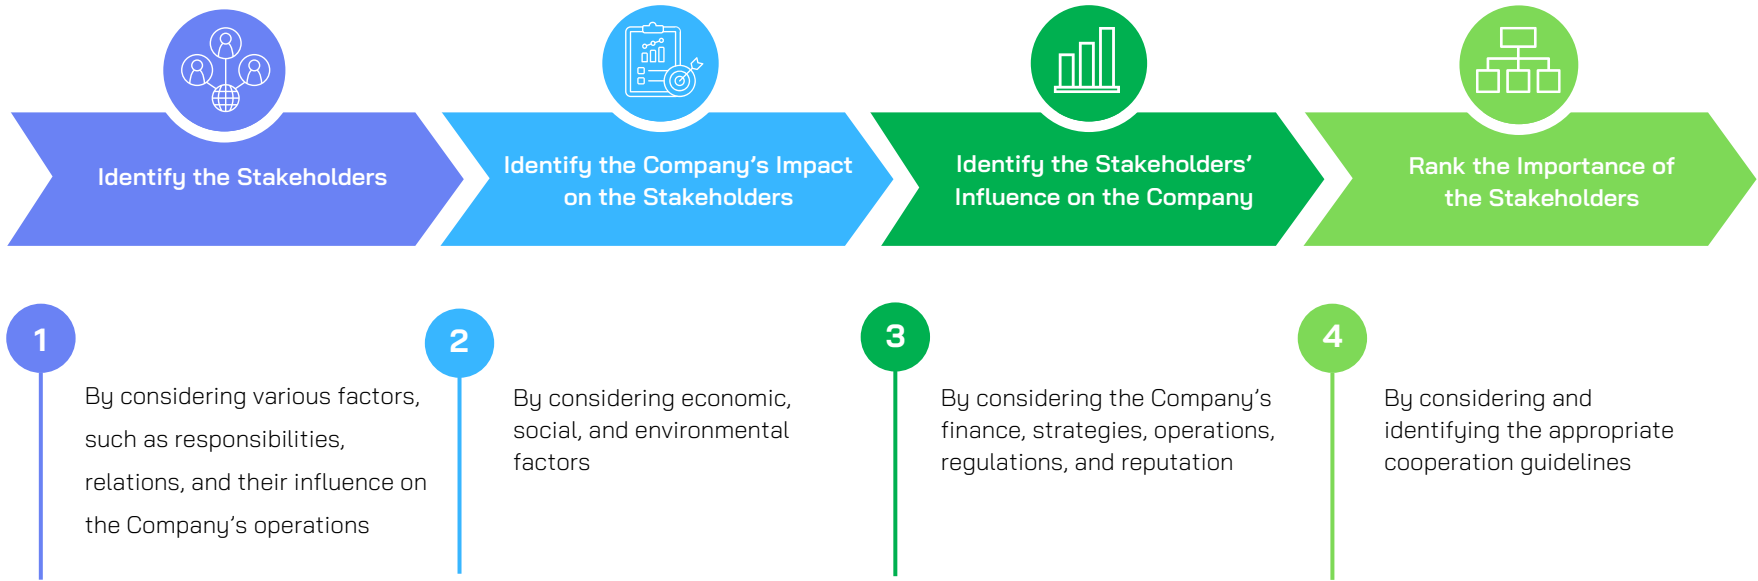 Identify the Stakeholders
Identify the Company's Impact
on the Stakeholders
Identify the Stakeholders'
Influence on the Company
Rank the Importance of
the Stakeholders
1
By considering various factors,
such as responsibilities,
relations, and their influence on
the Company's operations
2
By considering economic,
social, and environmental
factors
3
By considering the Company's
finance, strategies, operations,
regulations, and reputation
4
By considering and
identifying the appropriate
cooperation guidelines